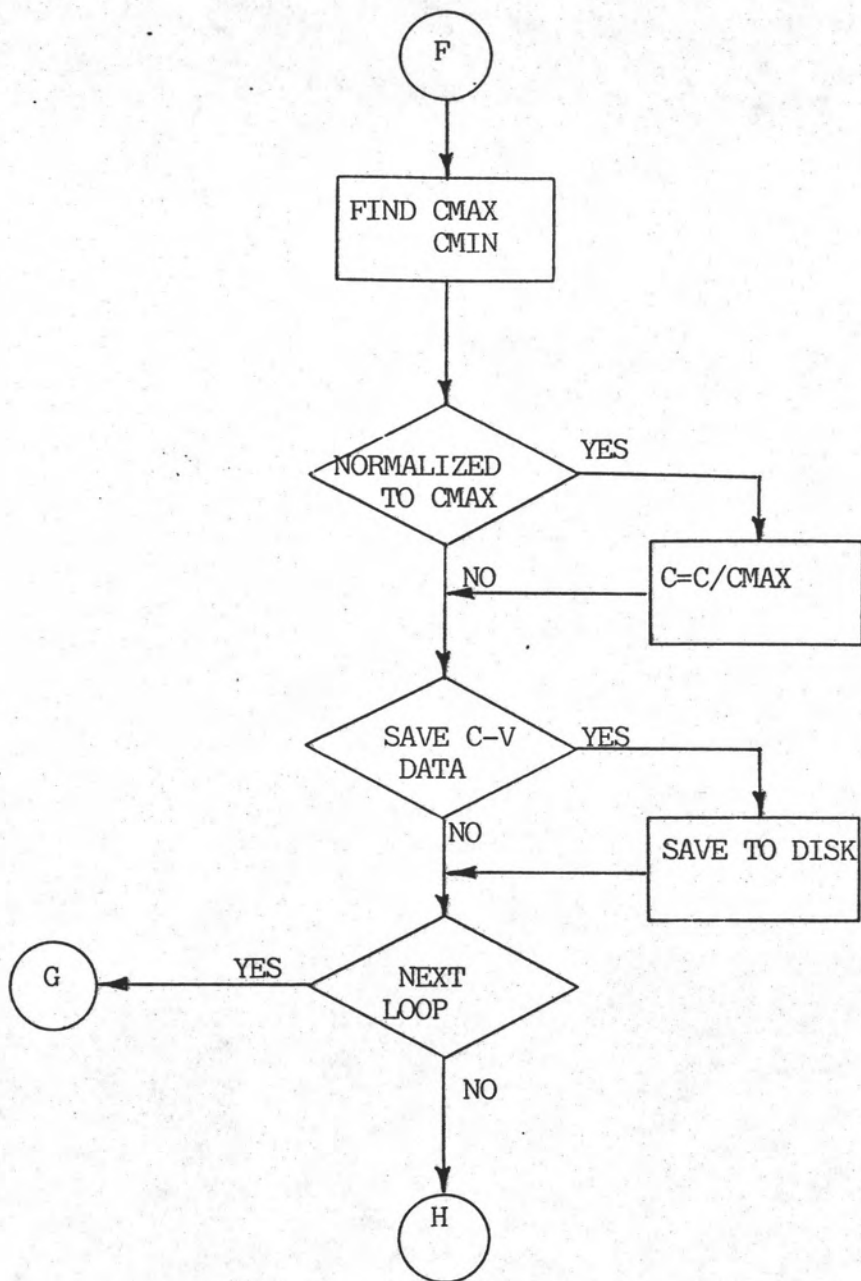 F
FIND CMAX
CMIN
NORMALIZED
TO CMAX
YES
C=C/CMAX
NO
SAVE C-V
DATA
YES
SAVE TO DISK
NO
NEXT
LOOP
YES
G
NO
H